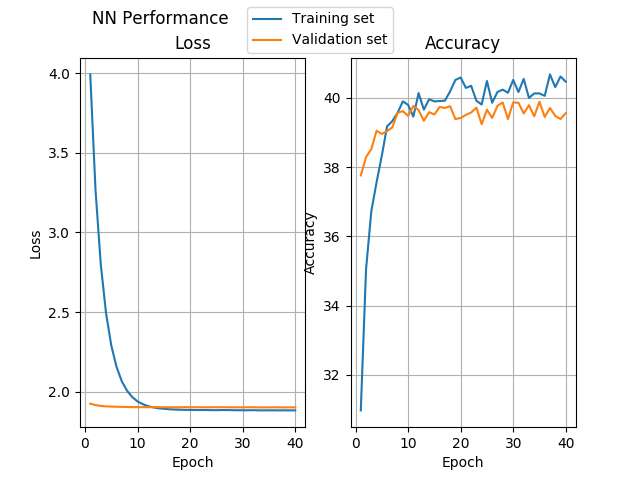 NN Performance
Training set
Validation set
Loss
4.0
3.5
3.0
2.5
2.0
Loss
0
10
20
30
40
Epoch
Accuracy
40
38
36
34
32
Accuracy
0
10
20
30
40
Epoch